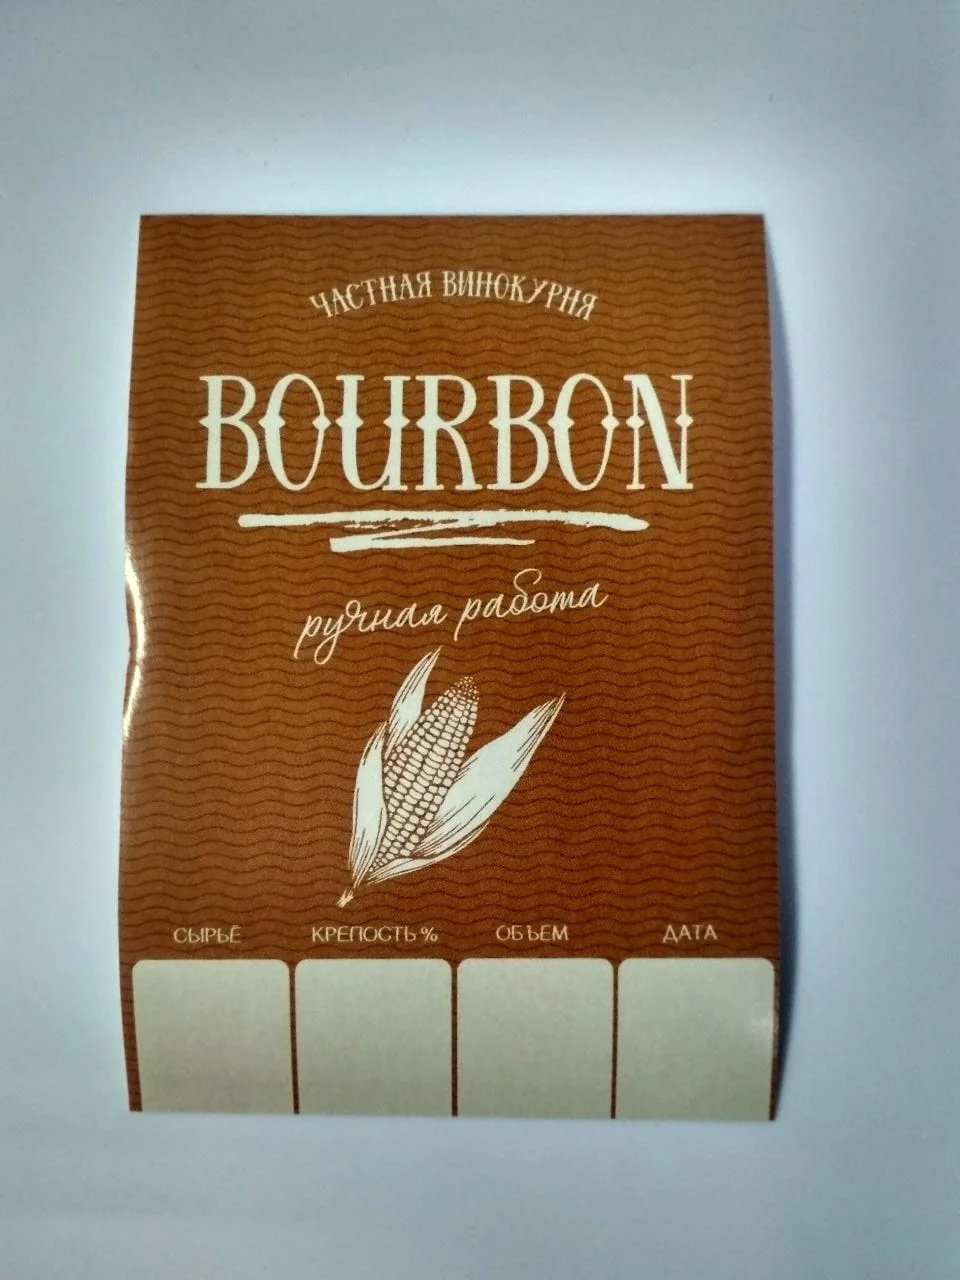 ЧАСТНАЯ ВИНОКУРНЯ
BOURBON
ручная работа
СЫРЬЁ КРЕПОСТЬ % ОБЪЕМ ДАТА